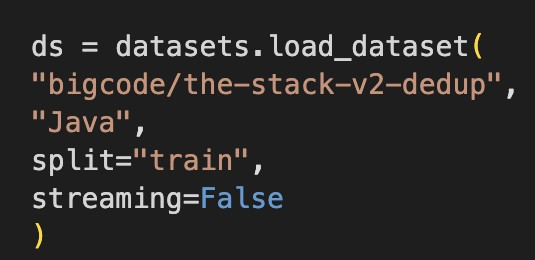 ds = datasets.load_dataset(
"bigcode/the-stack-v2-dedup",
"Java",
split="train",
streaming=False
)